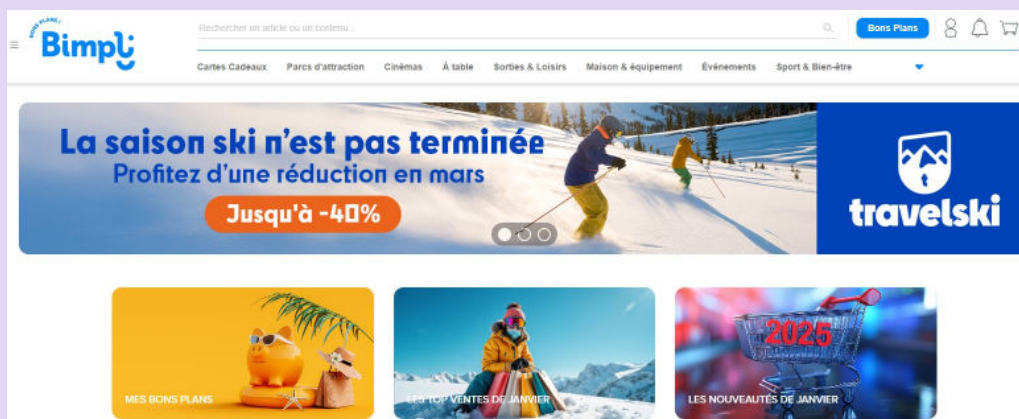 BONS PLANS !
Bimpli
Rechercher un article ou un contenu...
Bons Plans
Cartes Cadeaux Parcs d'attraction Cinémas À table Sorties & Loisirs Maison & équipement Événements Sport & Bien-être
La saison ski n'est pas terminée
Profitez d'une réduction en mars
Jusqu'à -40%
travelski
MES BONS PLANS
LES TOP VENTES DE JANVIER
2025
LES NOUVEAUTÉS DE JANVIER